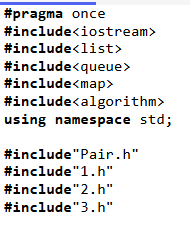 #pragma once
#include<iostream>
#include<list>
#include<queue>
#include<map>
#include<algorithm>
using namespace std;
#include"Pair.h"
#include"1.h"
#include"2.h"
#include"3.h"